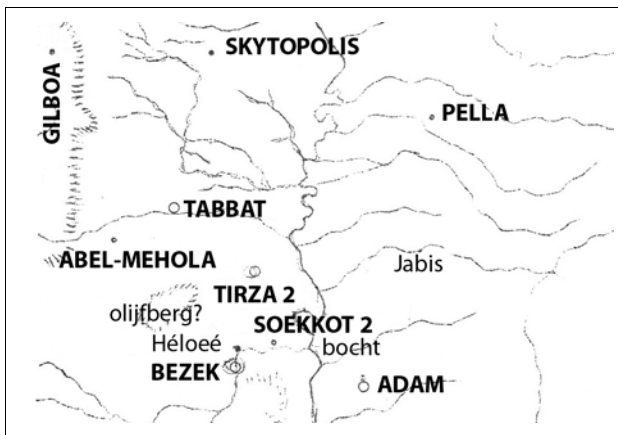 SKYTOPOLIS
GILBOA
PELLA
TABBAT
ABEL-MEHOLA
Jabis
TIRZA 2
olijfberg?
SOEKKOT 2
Héloeé
bocht
BEZEK
ADAM